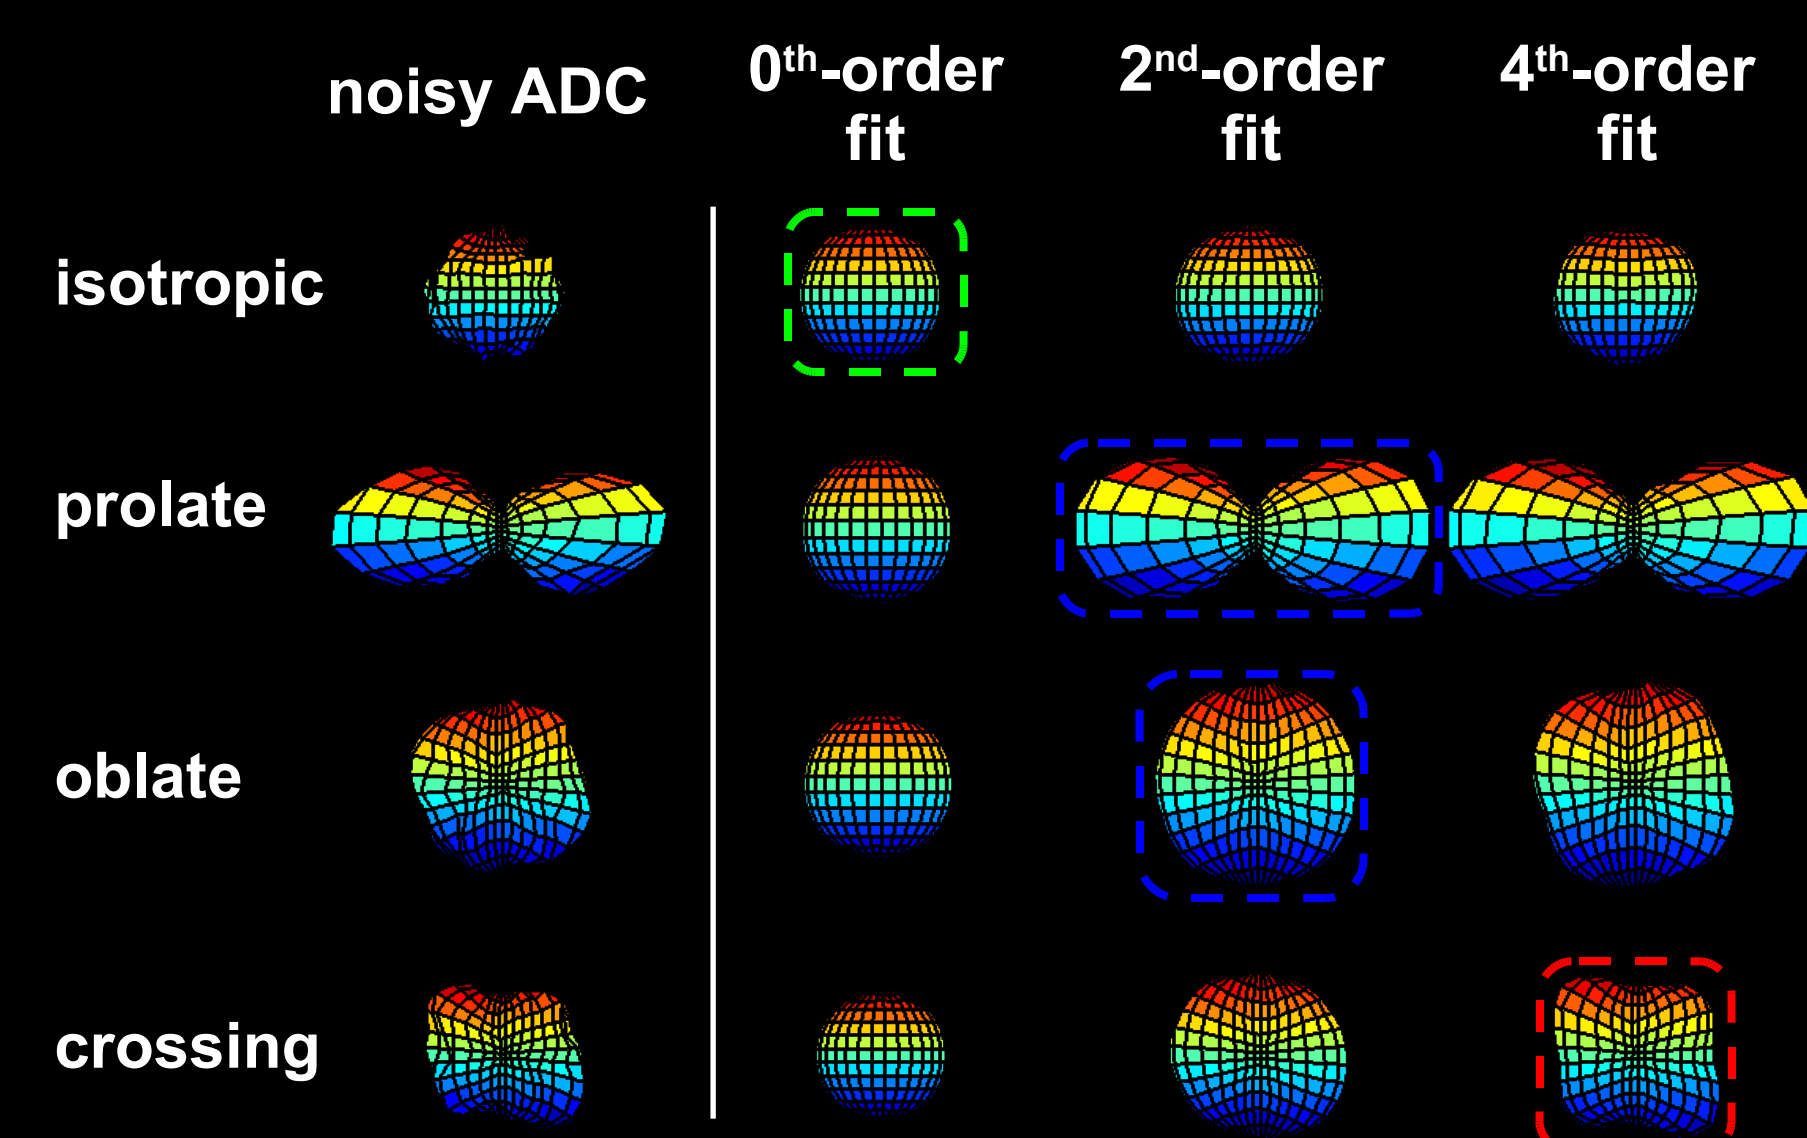 noisy ADC
0th-order
fit
2nd-order
fit
4th-order
fit
isotropic
prolate
oblate
crossing